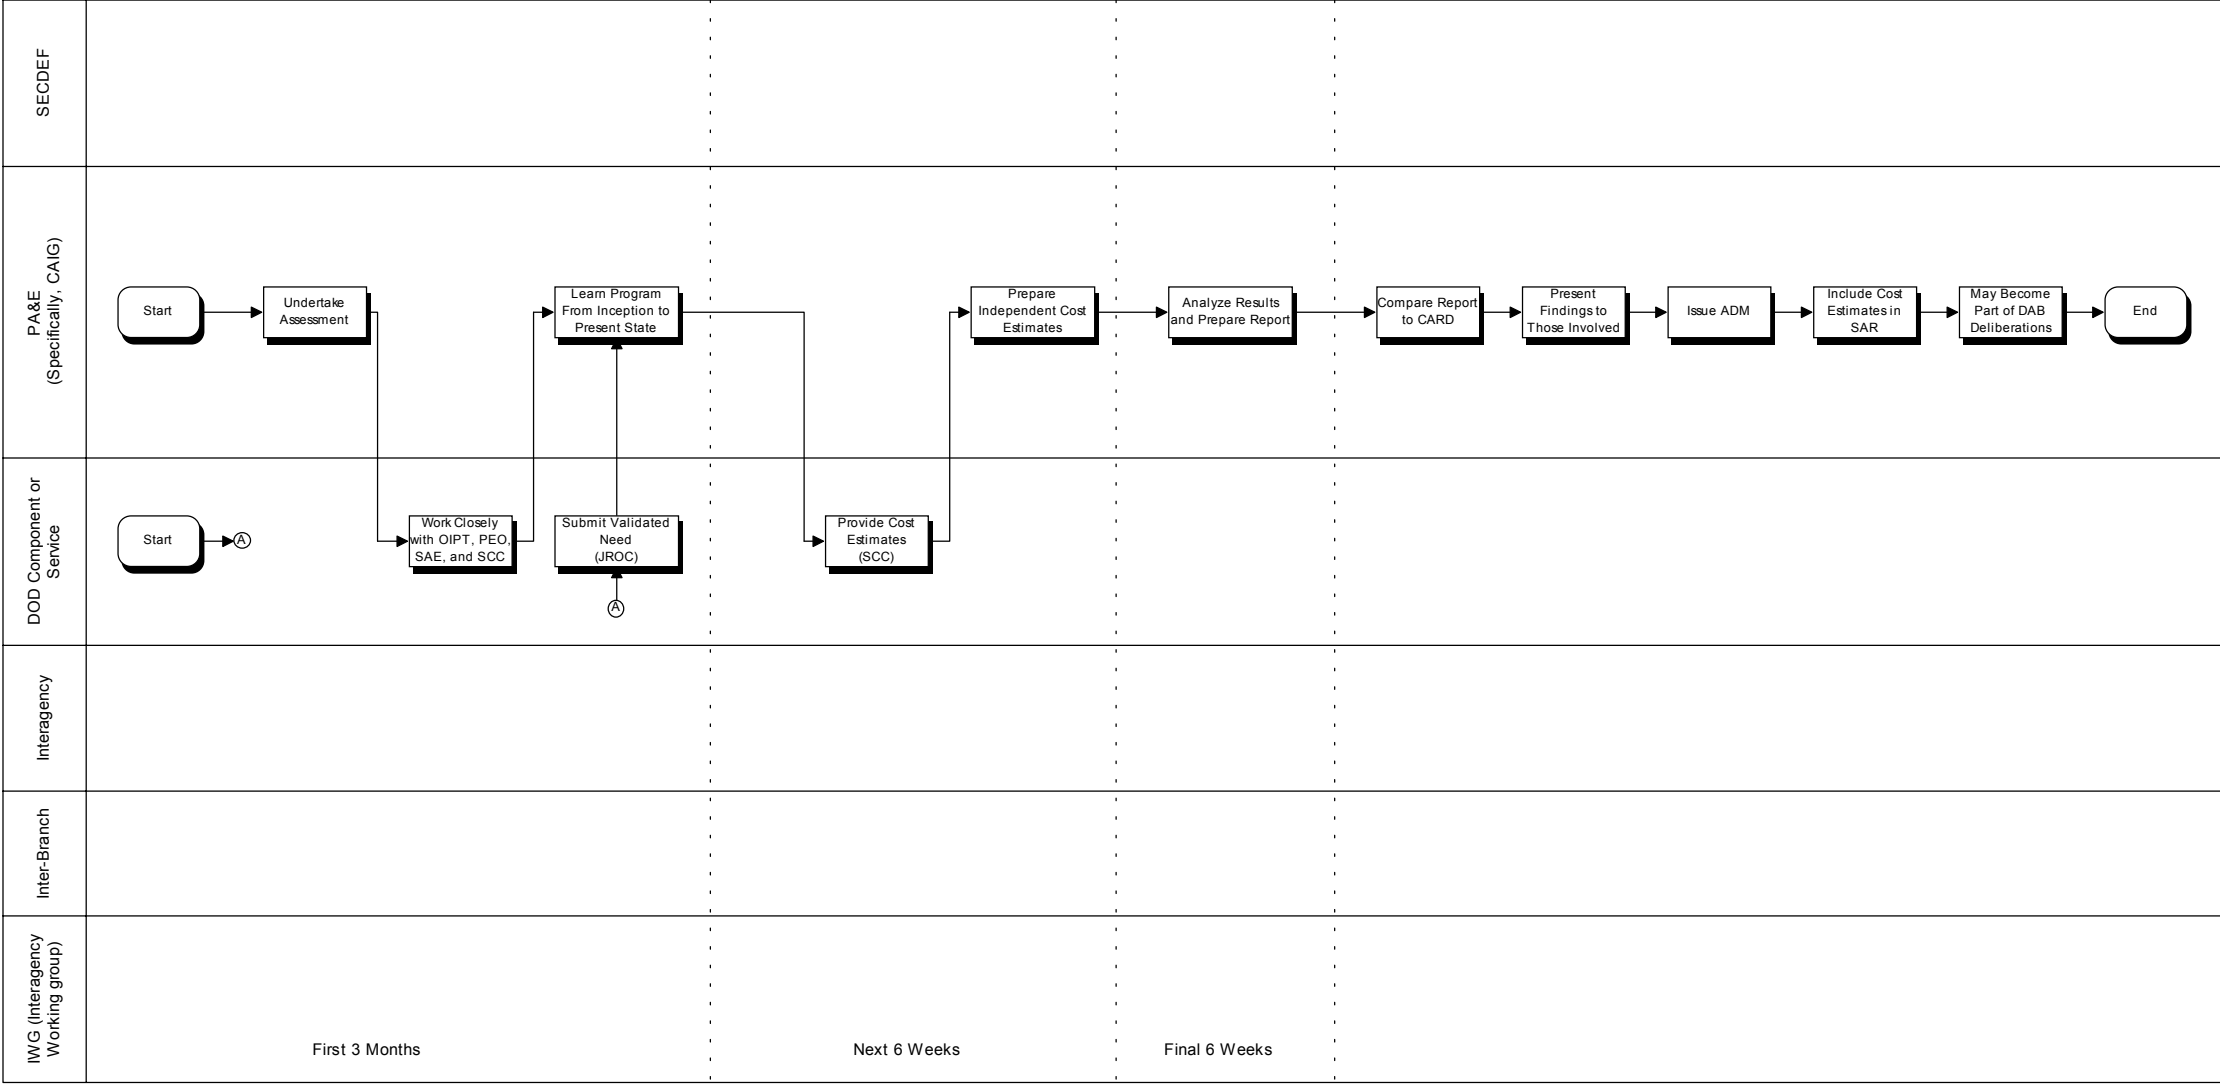 SECDEF
PA&E
(Specifically, CAIG)
Start
Undertake
Assessment
Learn Program
From Inception to
Present State
Prepare
Independent Cost
Estimates
Analyze Results
and Prepare Report
Compare Report
to CARD
Present
Findings to
Those Involved
Issue ADM
Include Cost
Estimates in
SAR
May Become
Part of DAB
Deliberations
End
DOD Component or
Service
Start
A
Work Closely
with OIPT, PEO,
SAE, and SCC
Submit Validated
Need
(JROC)
A
Provide Cost
Estimates
(SCC)
Interagency
Inter-Branch
IWG (Interagency
Working group)
First 3 Months
Next 6 Weeks
Final 6 Weeks